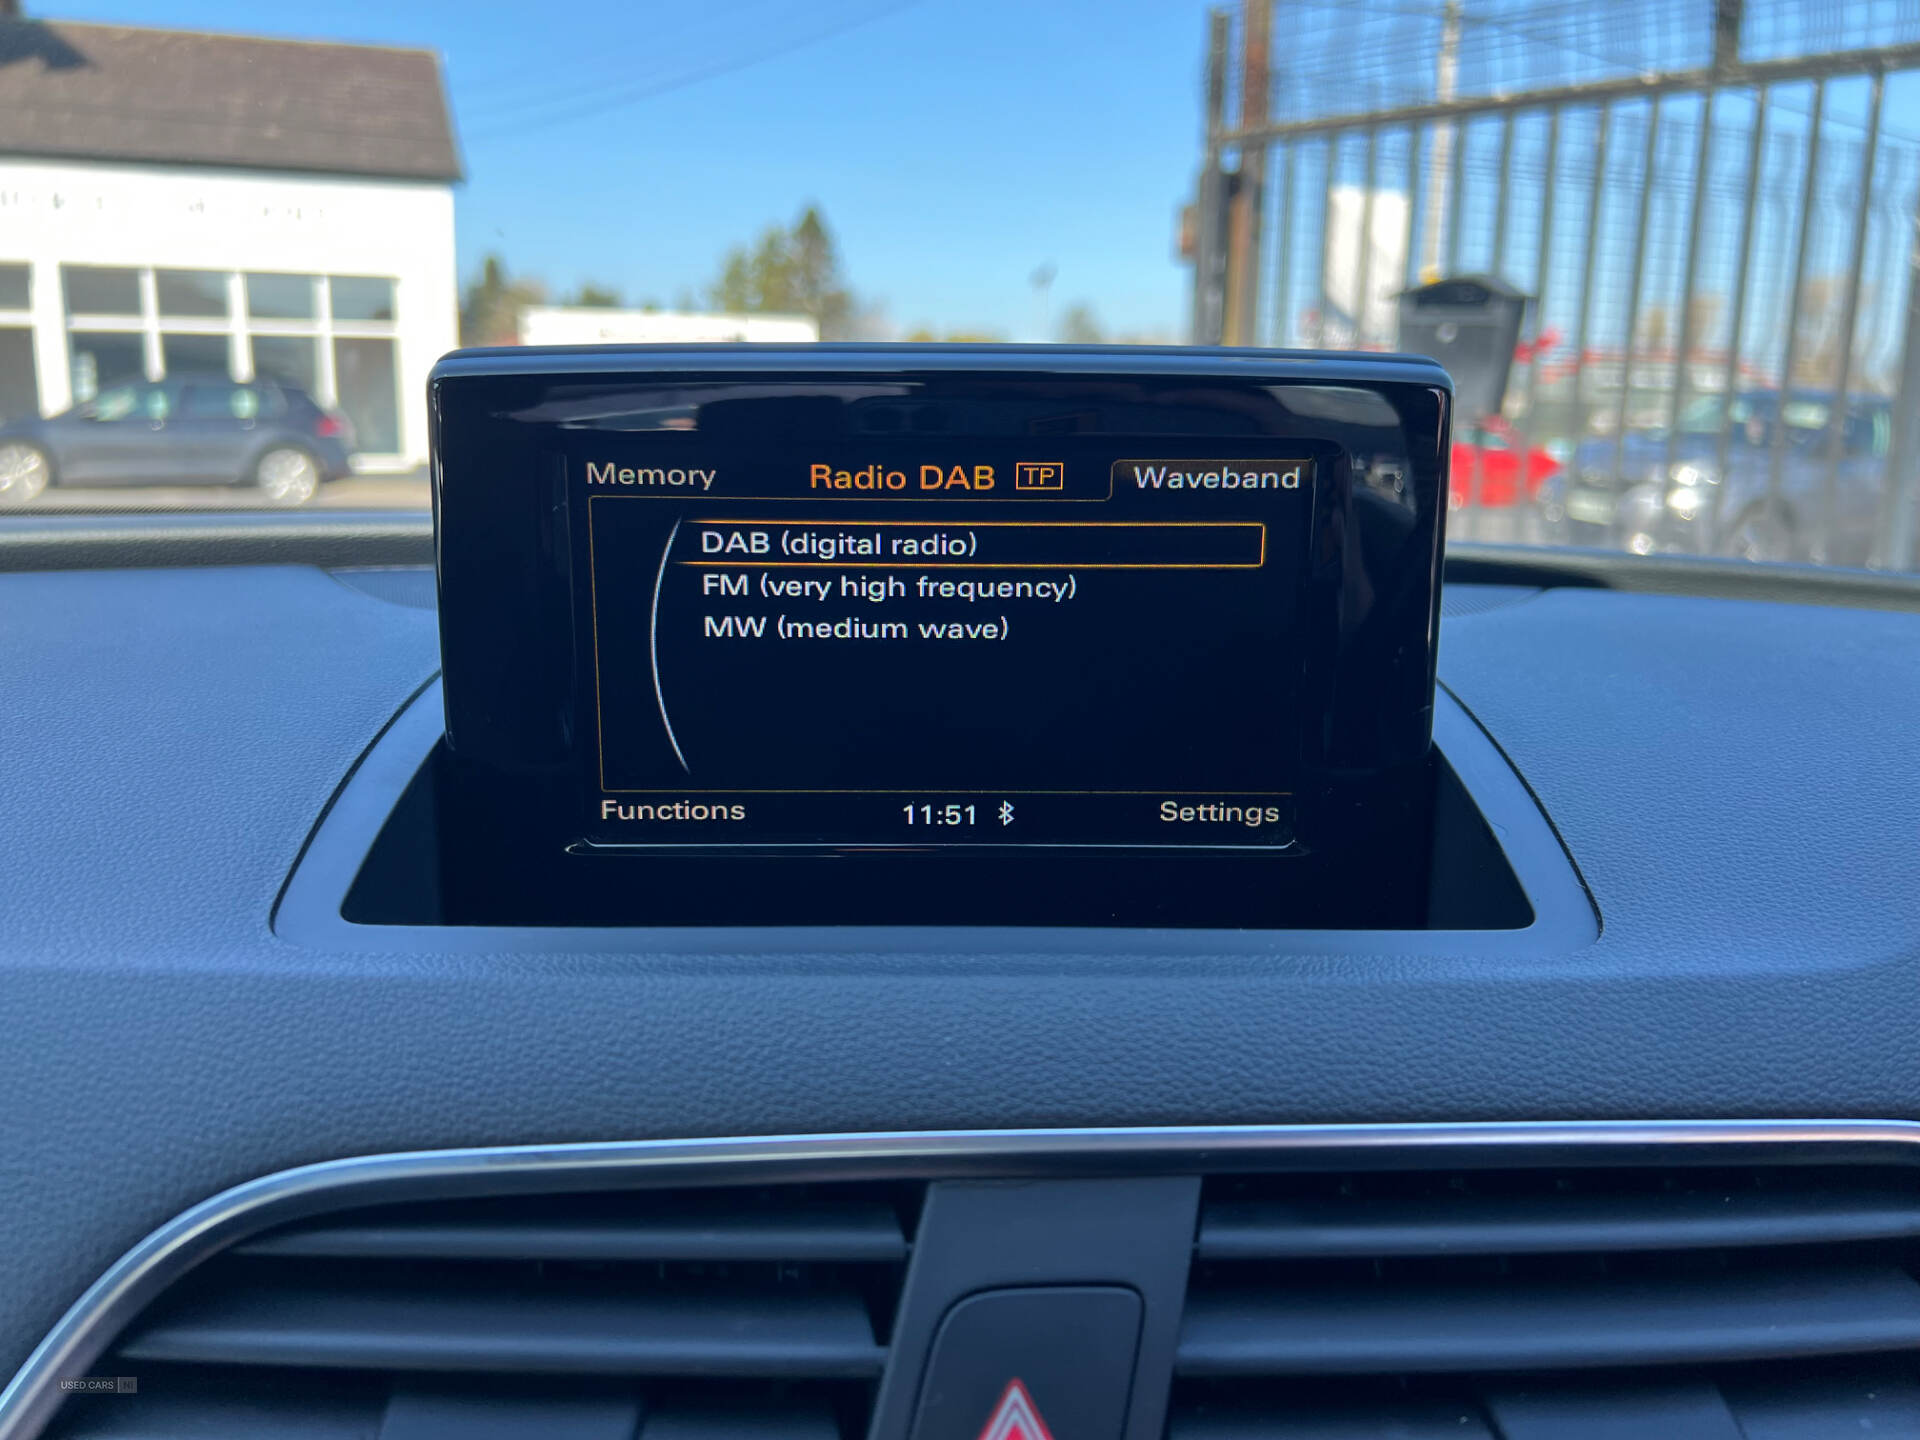 Memory Radio DAB TP Waveband
DAB (digital radio)
FM (very high frequency)
MW (medium wave)
Functions 11:51 Settings
USED CARS NI